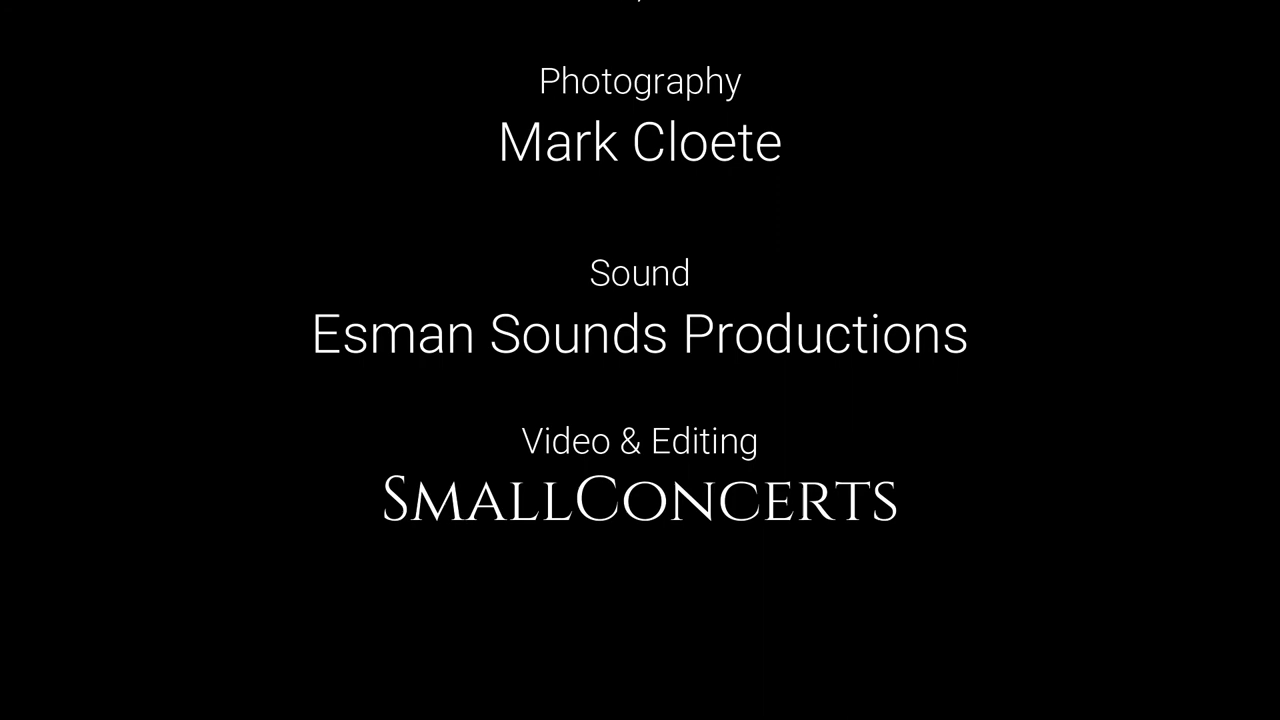 Photography
Mark Cloete
Sound
Esman Sounds Productions
Video & Editing
SmallConcerts